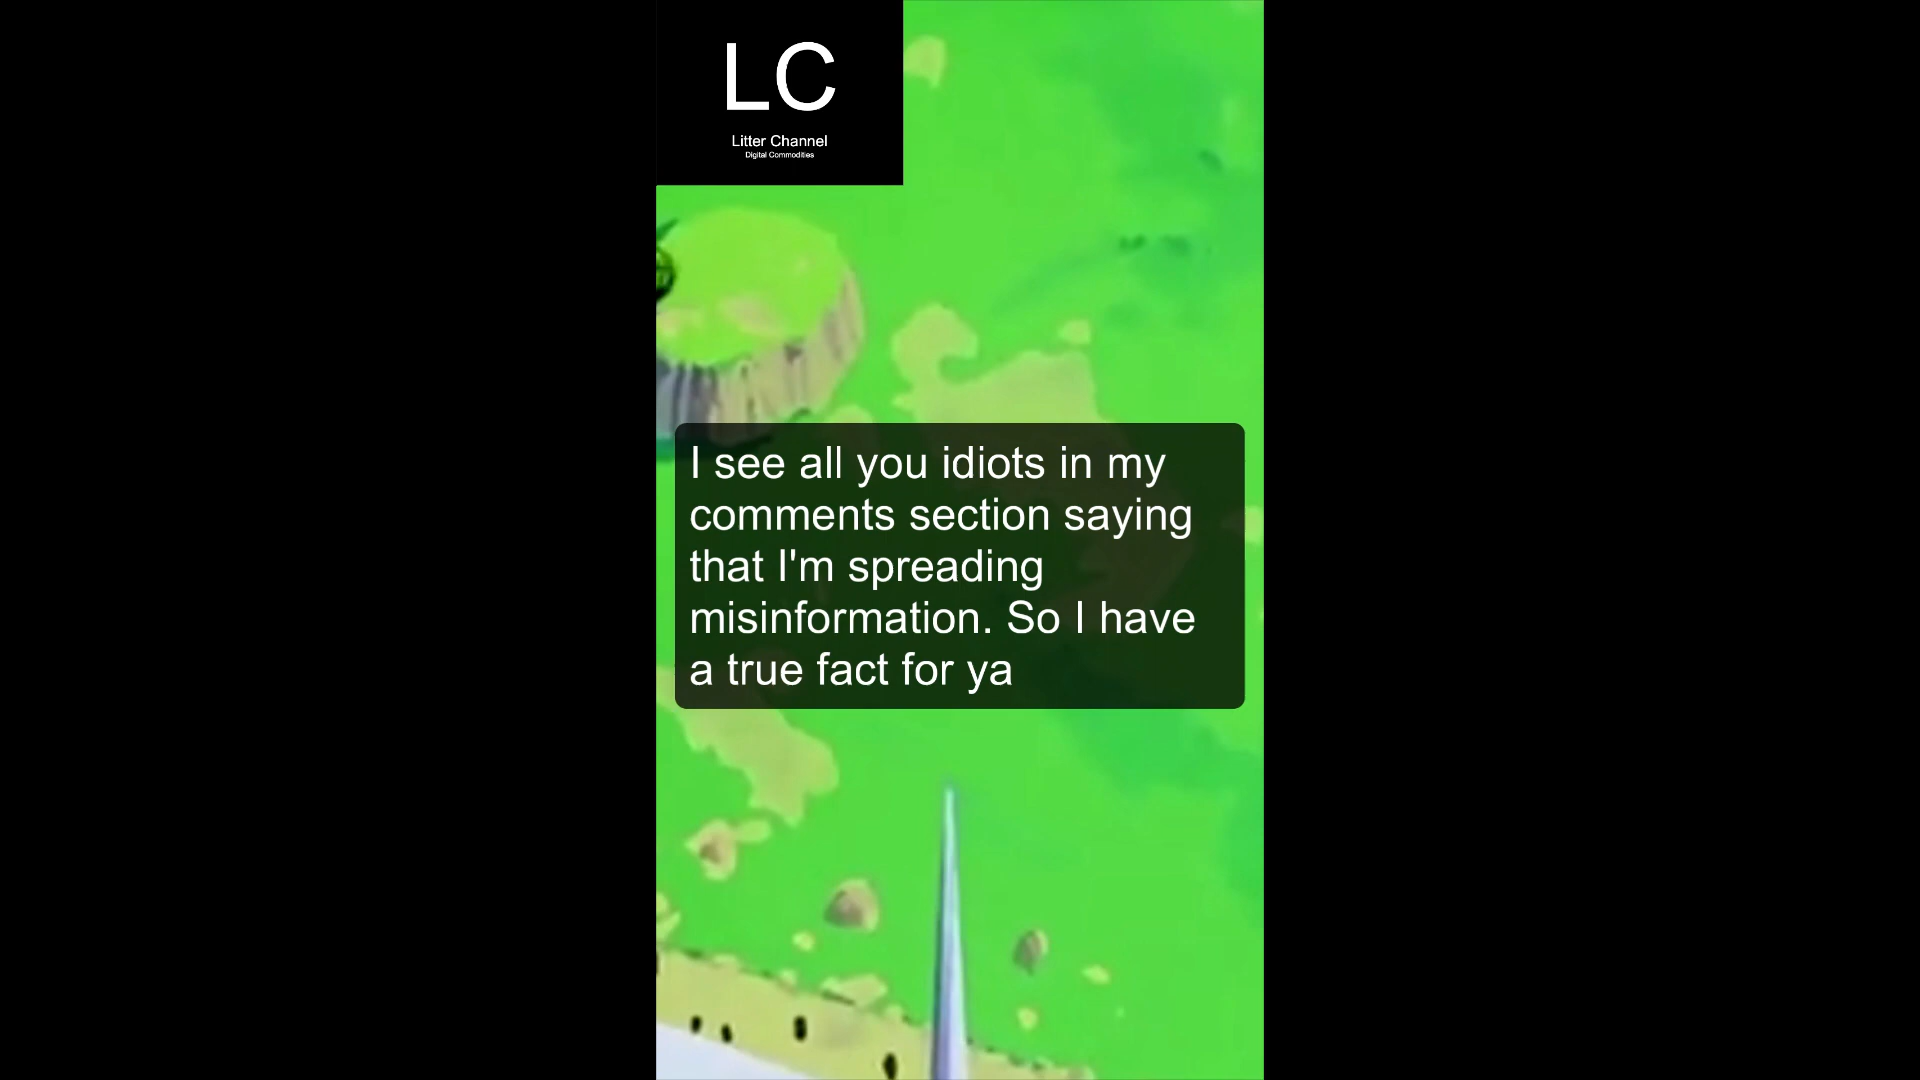 LC
Litter Channel
Digital Commodities
I see all you idiots in my
comments section saying
that I'm spreading
misinformation. So I have
a true fact for ya